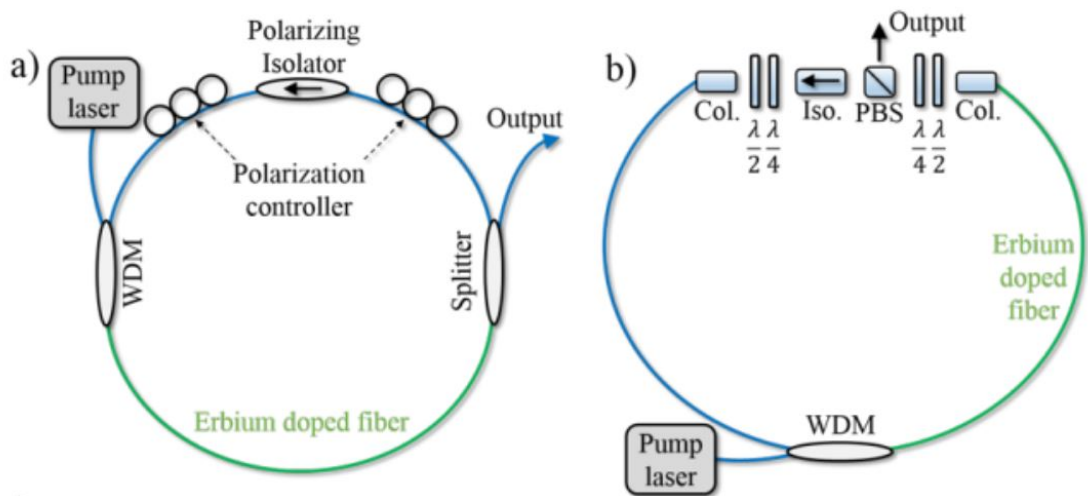 a)
Pump
laser
Polarizing
Isolator
Output
Polarization
controller
WDM
Splitter
Erbium doped fiber
b)
Output
Col.
Iso.
PBS
Col.
λ
2
λ
4
λ
4
λ
2
Erbium
doped
fiber
WDM
Pump
laser